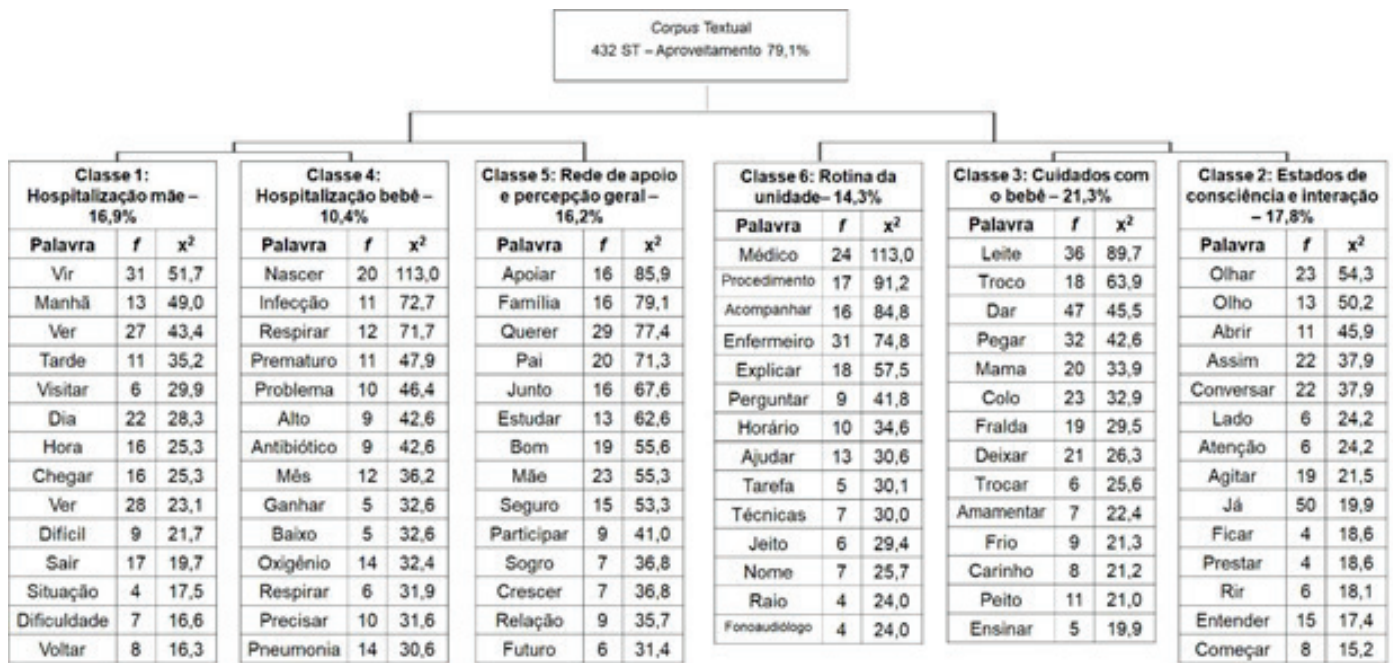 Corpus Textual
432 ST – Aproveitamento 79,1%
Classe 1:
Hospitalização mãe –
16,9%
Palavra f x²
Vir 31 51,7
Manhã 13 49,0
Ver 27 43,4
Tarde 11 35,2
Visitar 6 29,9
Dia 22 28,3
Hora 16 25,3
Chegar 16 25,3
Ver 28 23,1
Difícil 9 21,7
Sair 17 19,7
Situação 4 17,5
Dificuldade 7 16,6
Voltar 8 16,3
Classe 4:
Hospitalização bebê –
10,4%
Palavra f x²
Nascer 20 113,0
Infecção 11 72,7
Respirar 12 71,7
Prematuro 11 47,9
Problema 10 46,4
Alto 9 42,6
Antibiótico 9 42,6
Mês 12 36,2
Ganhar 5 32,6
Baixo 5 32,6
Oxigênio 14 32,4
Respirar 6 31,9
Precisar 10 31,6
Pneumonia 14 30,6
Classe 5: Rede de apoio
e percepção geral –
16,2%
Palavra f x²
Apoiar 16 85,9
Família 16 79,1
Querer 29 77,4
Pai 20 71,3
Junto 16 67,6
Estudar 13 62,6
Bom 19 55,6
Mãe 23 55,3
Seguro 15 53,3
Participar 9 41,0
Sogro 7 36,8
Crescer 7 36,8
Relação 9 35,7
Futuro 6 31,4
Classe 6: Rotina da
unidade– 14,3%
Palavra f x²
Médico 24 113,0
Procedimento 17 91,2
Acompanhar 16 84,8
Enfermeiro 31 74,8
Explicar 18 57,5
Perguntar 9 41,8
Horário 10 34,6
Ajudar 13 30,6
Tarefa 5 30,1
Técnicas 7 30,0
Jeito 6 29,4
Nome 7 25,7
Raio 4 24,0
Fonoaudiólogo 4 24,0
Classe 3: Cuidados com
o bebê – 21,3%
Palavra f x²
Leite 36 89,7
Troco 18 63,9
Dar 47 45,5
Pegar 32 42,6
Mama 20 33,9
Colo 23 32,9
Fralda 19 29,5
Deixar 21 26,3
Trocar 6 25,6
Amamentar 7 22,4
Frio 9 21,3
Carinho 8 21,2
Peito 11 21,0
Ensinar 5 19,9
Classe 2: Estados de
consciência e interação
– 17,8%
Palavra f x²
Olhar 23 54,3
Olho 13 50,2
Abrir 11 45,9
Assim 22 37,9
Conversar 22 37,9
Lado 6 24,2
Atenção 6 24,2
Agitar 19 21,5
Já 50 19,9
Ficar 4 18,6
Prestar 4 18,6
Rir 6 18,1
Entender 15 17,4
Começar 8 15,2